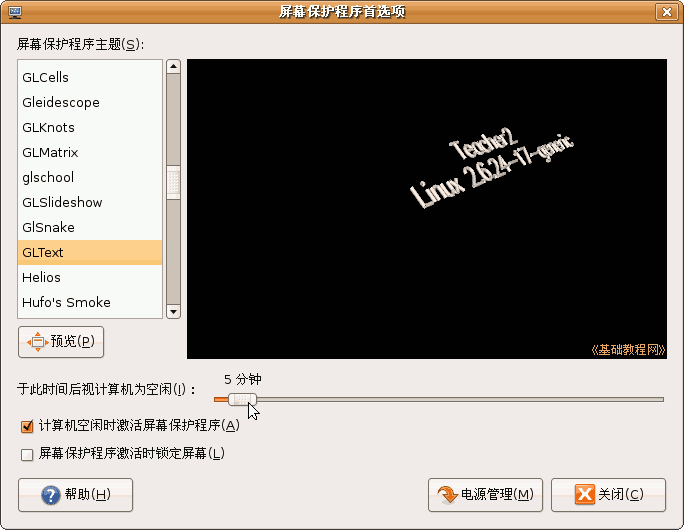 屏幕保护程序首选项
屏幕保护程序主题(S):
GLCells
Gleidescope
GLKnots
GLMatrix
glschool
GLSlideshow
GlSnake
GLText
Helios
Hufo's Smoke
Teacher2
Linux 2.6.24-17-generic
《基础教程网》
预览(P)
5 分钟
于此时间后视计算机为空闲(I)：
计算机空闲时激活屏幕保护程序(A)
屏幕保护程序激活时锁定屏幕(L)
帮助(H)
电源管理(M)
关闭(C)